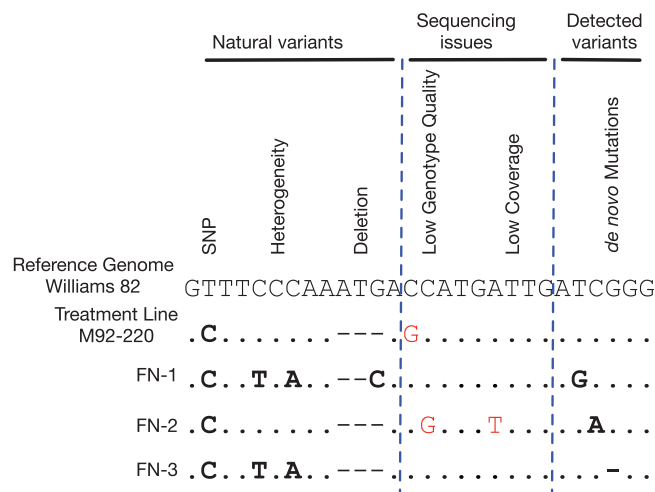 Natural variants
Sequencing
issues
Detected
variants
SNP
Heterogeneity
Deletion
Low Genotype Quality
Low Coverage
de novo Mutations
Reference Genome
Williams 82 GTTTCCCAAATGACCATGATTGATCGGG
Treatment Line
M92-220 .C.......---.G..............
FN-1 .C..T.A..--C...........G....
FN-2 .C.......---..G...T.....A...
FN-3 .C..T.A..---.............-..